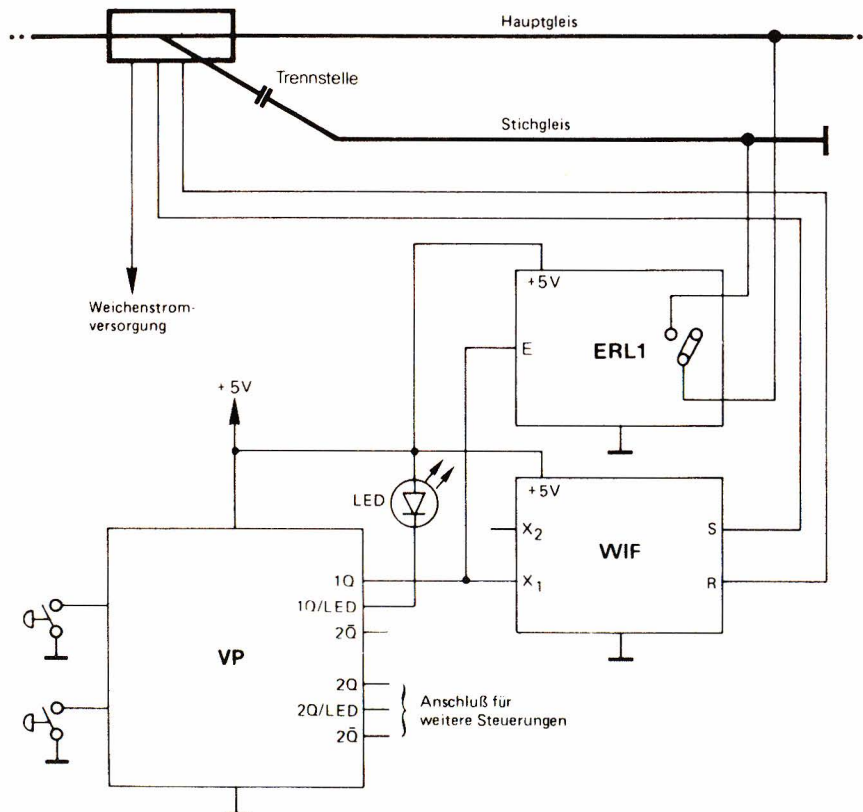 Hauptgleis
Trennstelle
Stichgleis
Weichenstrom-
versorgung
+5V
E
ERL1
+5V
LED
+5V
X2
S
WIF
X1
R
1Q
1Q/LED
2Q̄
VP
2Q
2Q/LED
2Q̄
Anschluß für
weitere Steuerungen